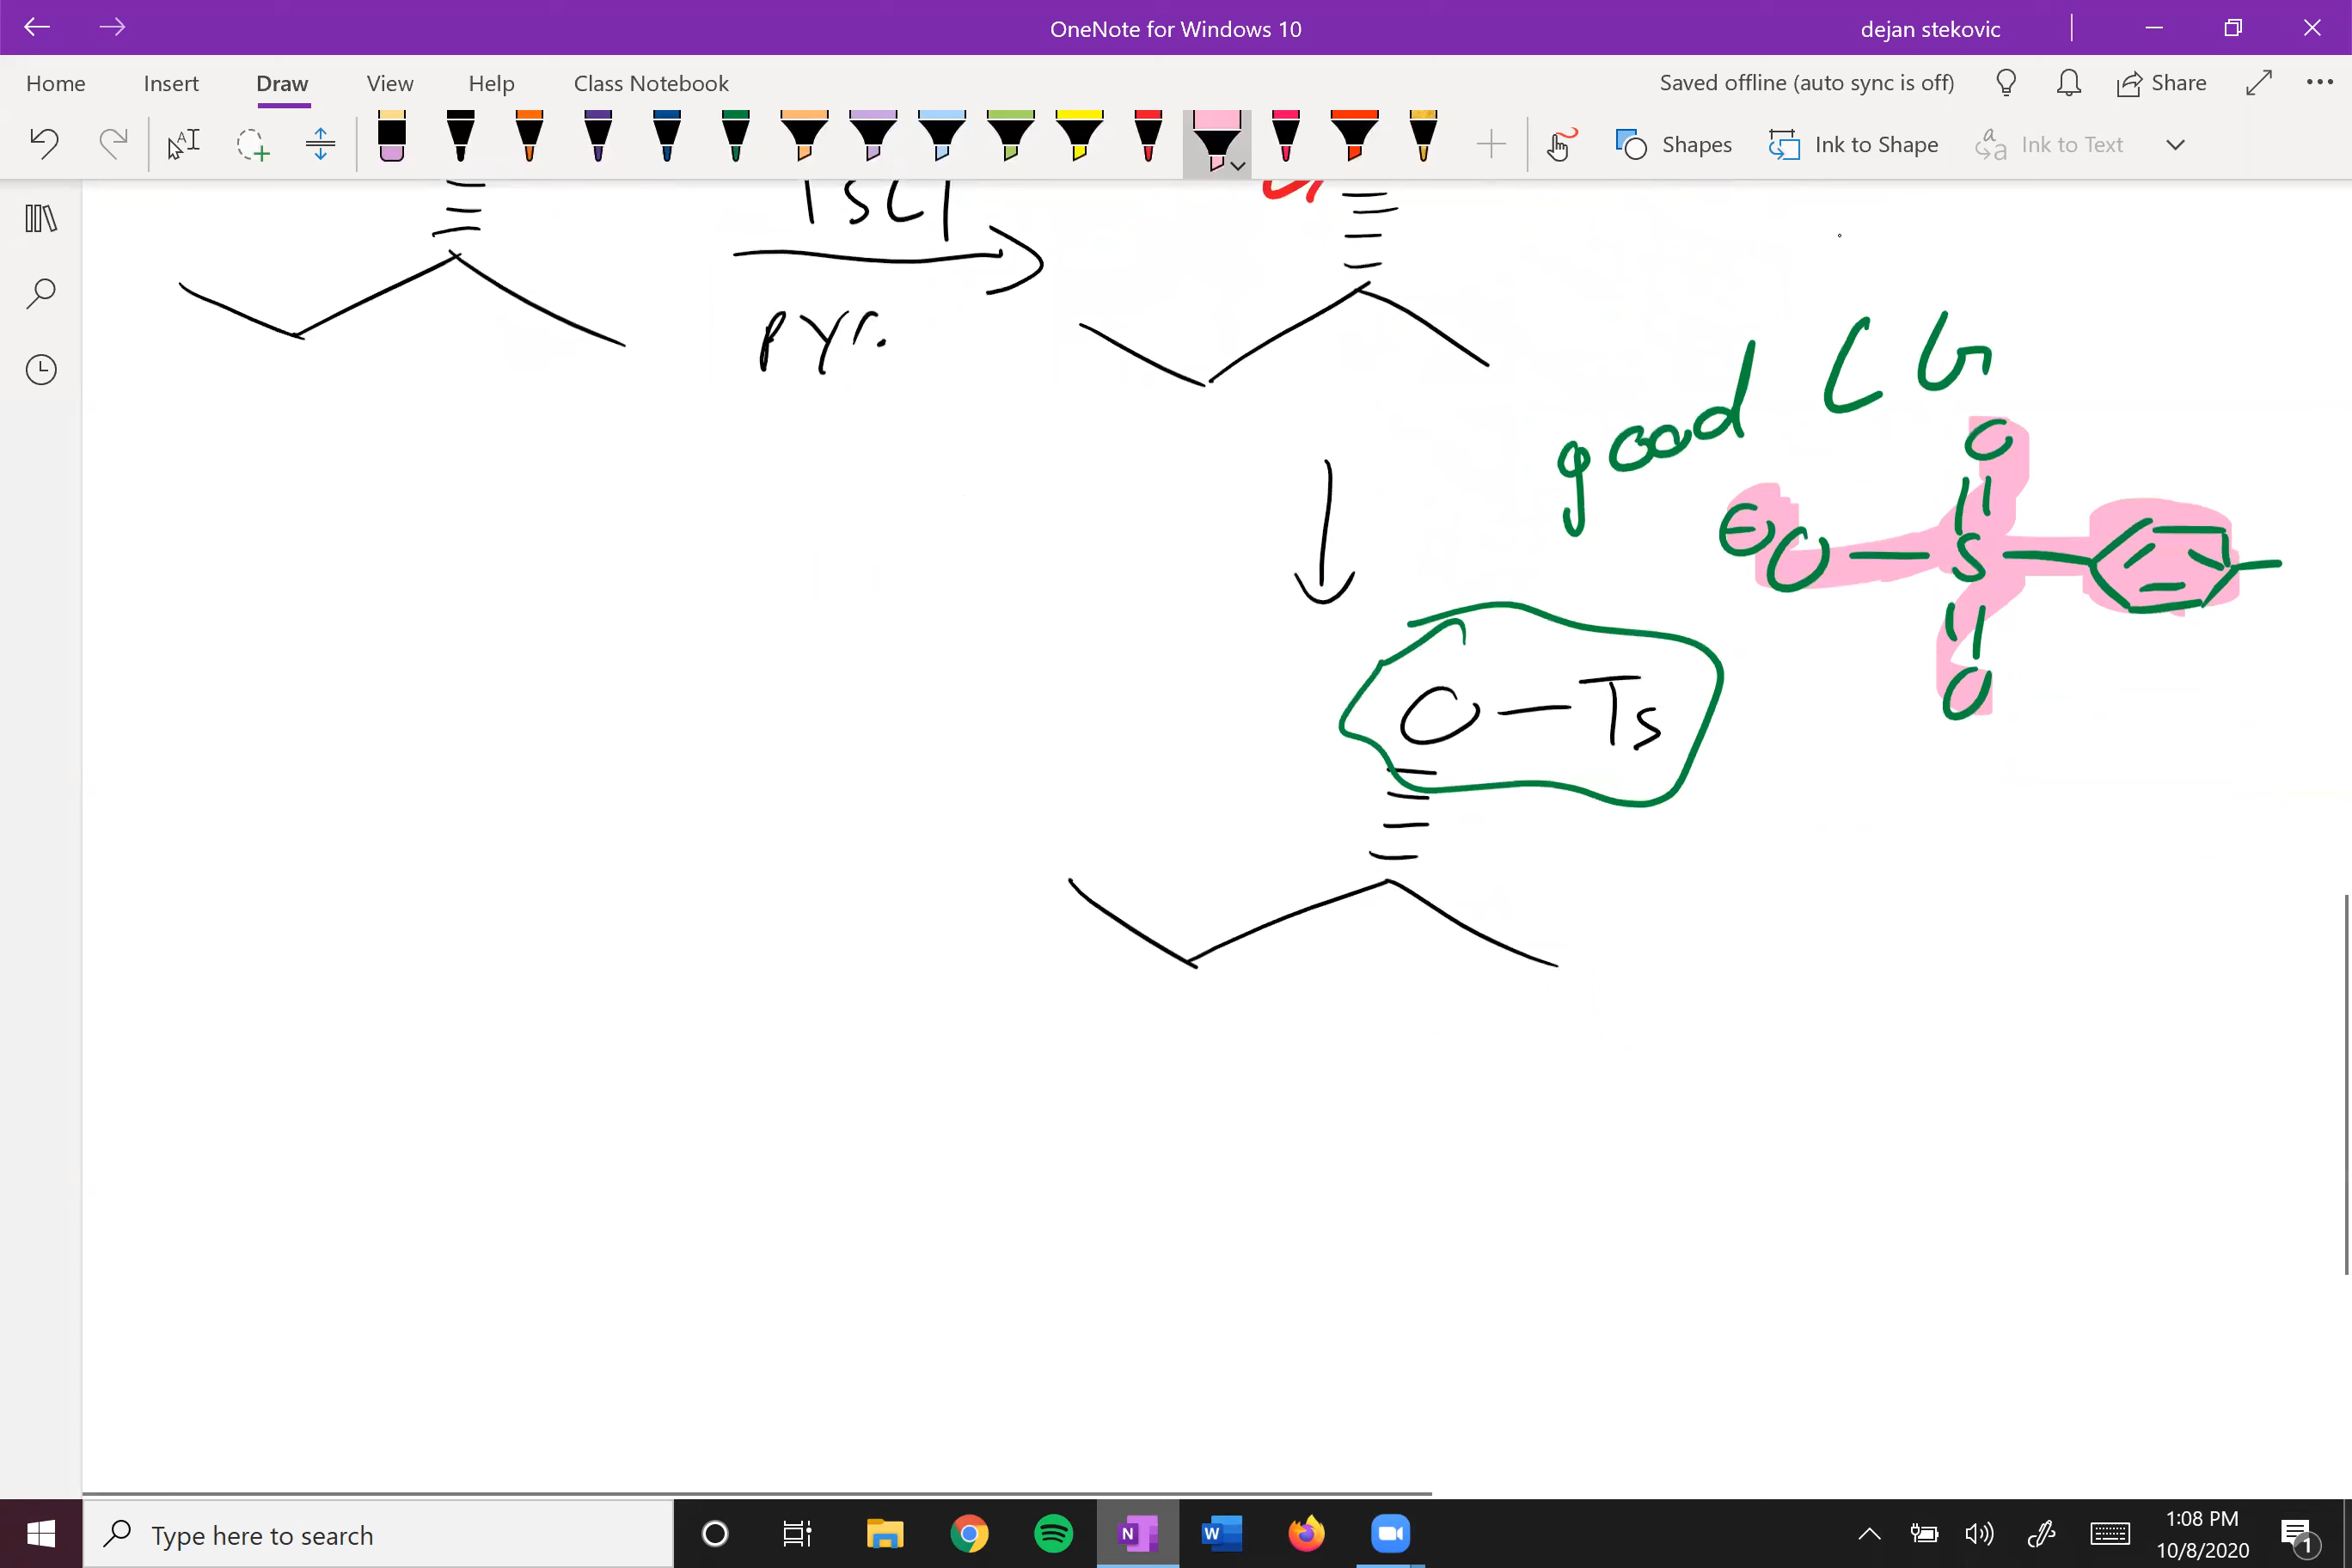 OneNote for Windows 10
dejan stekovic
Home Insert Draw View Help Class Notebook
Saved offline (auto sync is off) Share
Shapes Ink to Shape Ink to Text
TsCl
pyr.
good LG
O
⊖O—S
O
O—Ts
Type here to search
N W
1:08 PM
10/8/2020
1